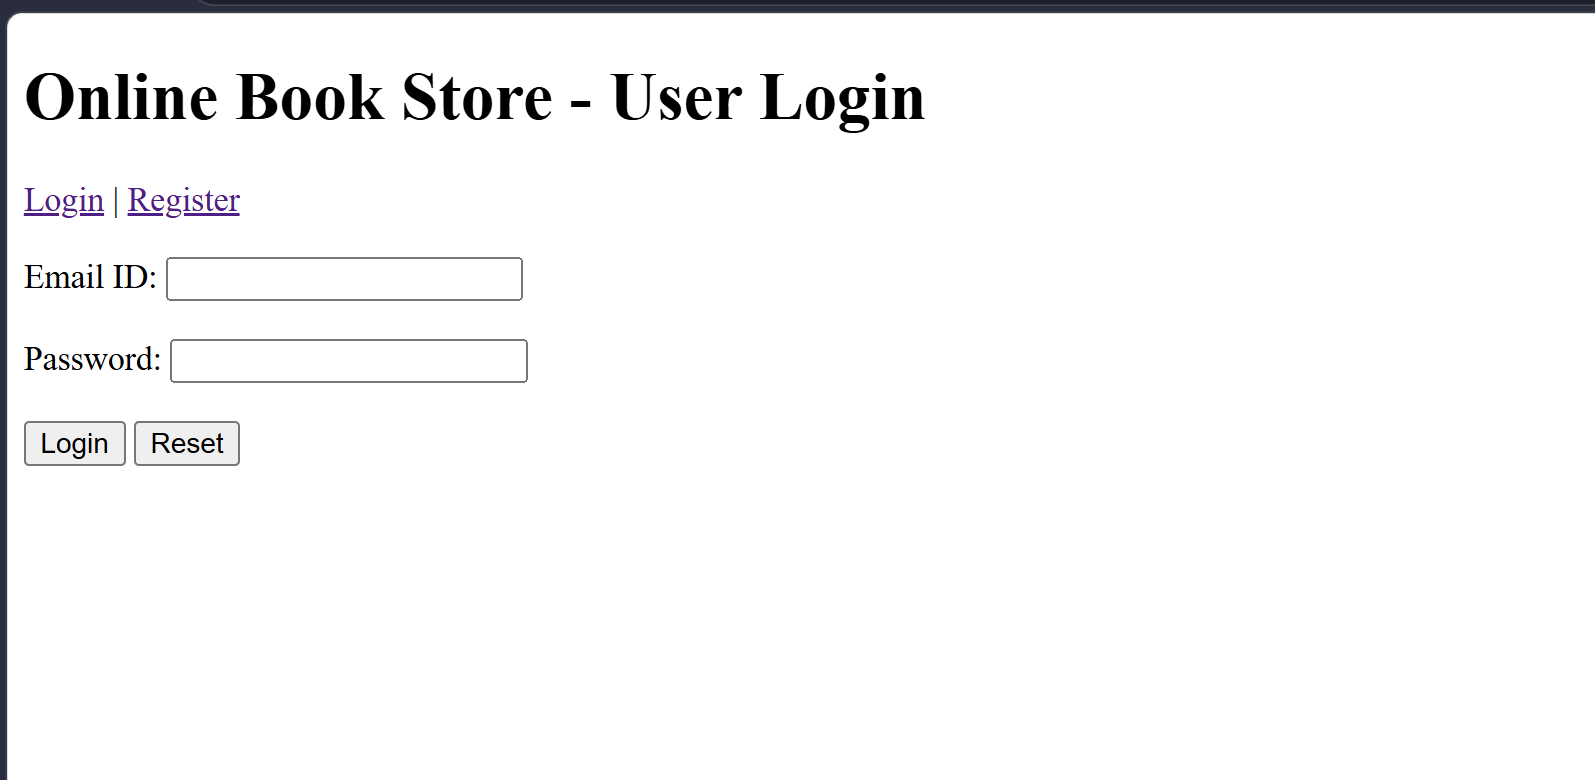 Online Book Store - User Login
Login | Register
Email ID:
Password:
Login Reset